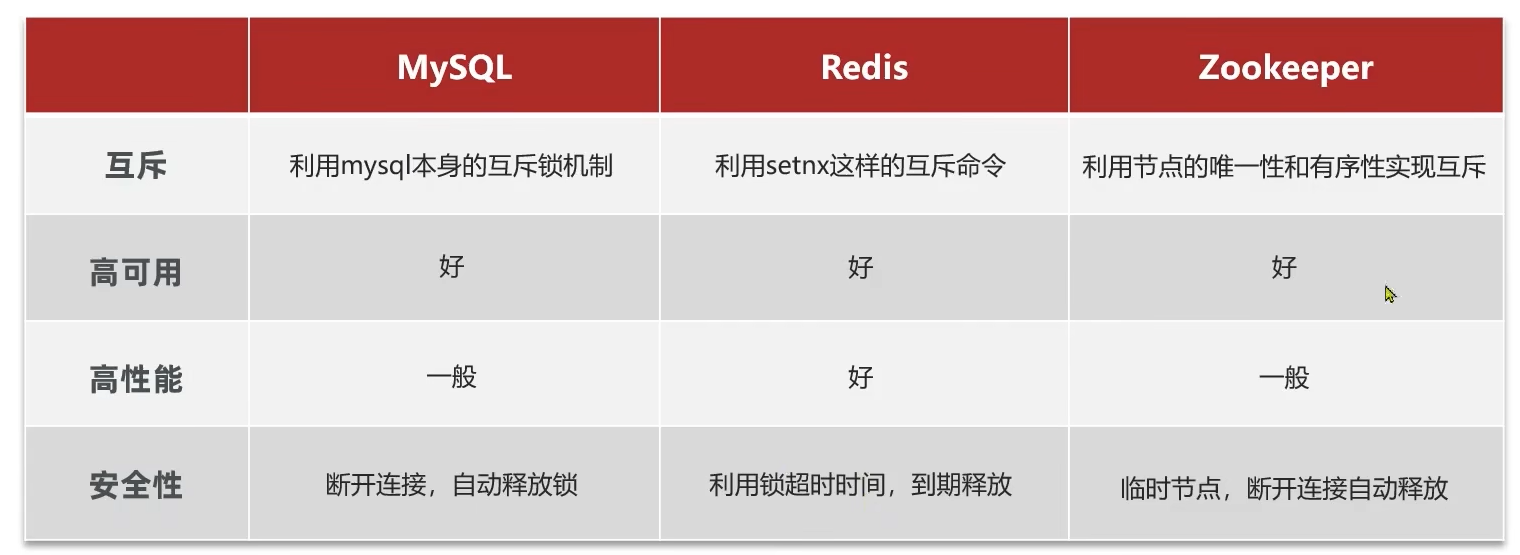 MySQL Redis Zookeeper
互斥 利用mysql本身的互斥锁机制 利用setnx这样的互斥命令 利用节点的唯一性和有序性实现互斥
高可用 好 好 好
高性能 一般 好 一般
安全性 断开连接，自动释放锁 利用锁超时时间，到期释放 临时节点，断开连接自动释放